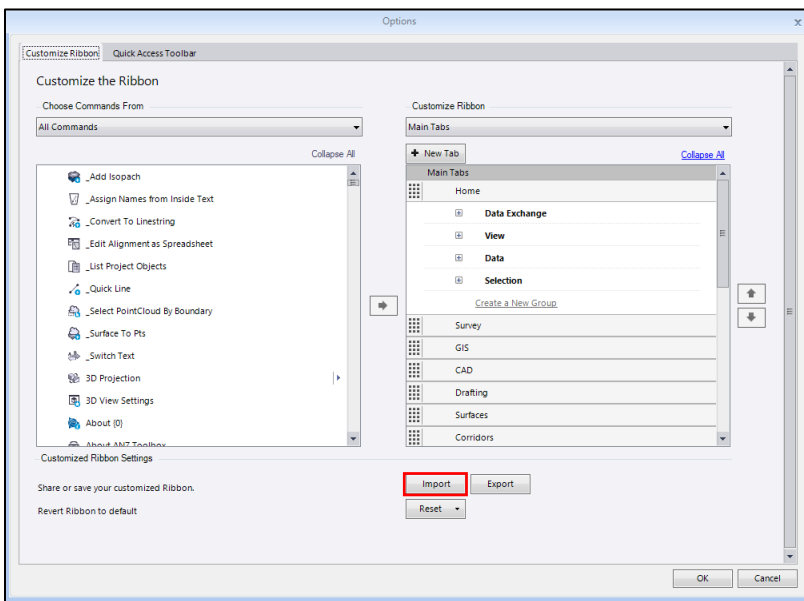 Options
x
Customize Ribbon Quick Access Toolbar
Customize the Ribbon
Choose Commands From
All Commands
Collapse All
_Add Isopach
_Assign Names from Inside Text
_Convert To Linestring
_Edit Alignment as Spreadsheet
_List Project Objects
_Quick Line
_Select PointCloud By Boundary
_Surface To Pts
_Switch Text
3D Projection
3D View Settings
About {0}
About ANZ Toolbox
Customize Ribbon
Main Tabs
+ New Tab
Collapse All
Main Tabs
Home
Data Exchange
View
Data
Selection
Create a New Group
Survey
GIS
CAD
Drafting
Surfaces
Corridors
Customized Ribbon Settings
Share or save your customized Ribbon.
Import Export
Revert Ribbon to default
Reset
OK Cancel